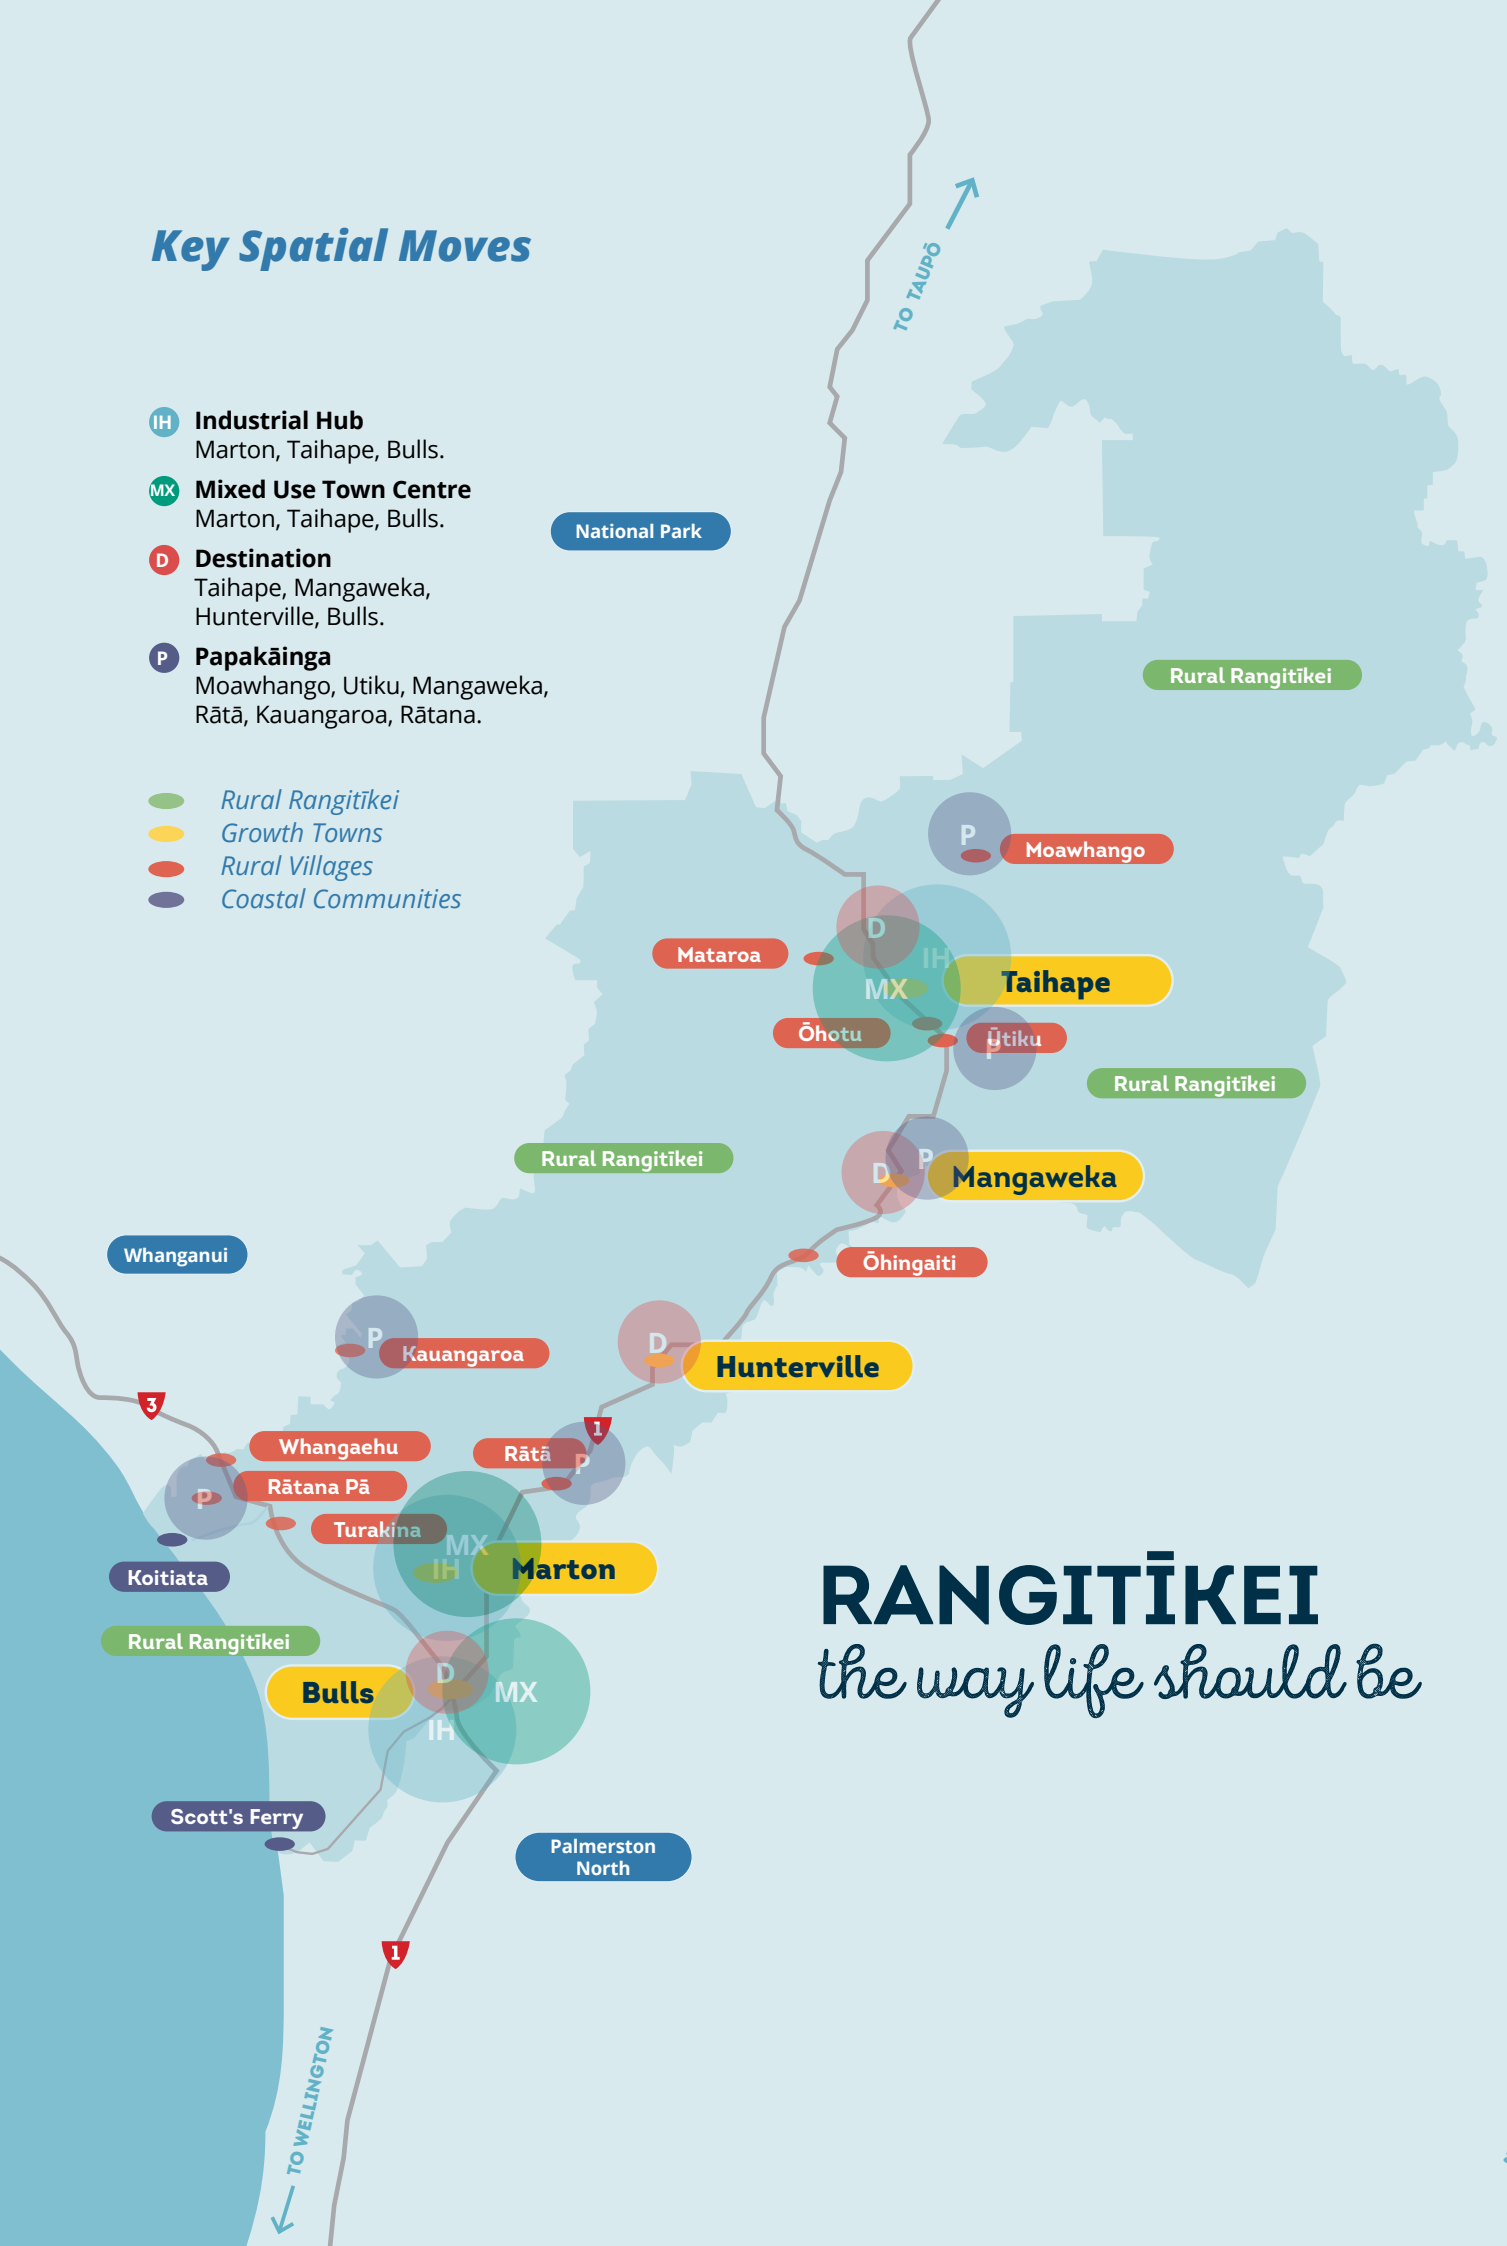 TO TAUPŌ
Key Spatial Moves
IH Industrial Hub
Marton, Taihape, Bulls.
MX Mixed Use Town Centre
Marton, Taihape, Bulls.
D Destination
Taihape, Mangaweka,
Hunterville, Bulls.
P Papakāinga
Moawhango, Utiku, Mangaweka,
Rātā, Kauangaroa, Rātana.
Rural Rangitīkei
Growth Towns
Rural Villages
Coastal Communities
National Park
Rural Rangitīkei
P
Moawhango
D
Mataroa
IH
Taihape
MX
Ōhotu
Ūtiku
P
Rural Rangitīkei
Rural Rangitīkei
D
P
Mangaweka
Whanganui
Ōhingaiti
P
Kauangaroa
D
Hunterville
3
1
Whangaehu
Rātā
P
Rātana Pā
P
Turakina
MX
IH
Marton
Koitiata
Rural Rangitīkei
Bulls
D
MX
IH
Scott's Ferry
Palmerston
North
1
TO WELLINGTON
RANGITĪKEI
the way life should be